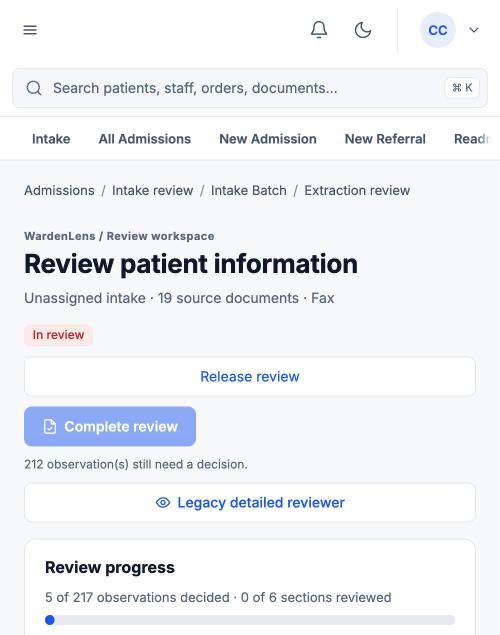 CC
Search patients, staff, orders, documents...
⌘ K
Intake All Admissions New Admission New Referral
Admissions / Intake review / Intake Batch / Extraction review
WardenLens / Review workspace
Review patient information
Unassigned intake · 19 source documents · Fax
In review
Release review
Complete review
212 observation(s) still need a decision.
Legacy detailed reviewer
Review progress
5 of 217 observations decided · 0 of 6 sections reviewed